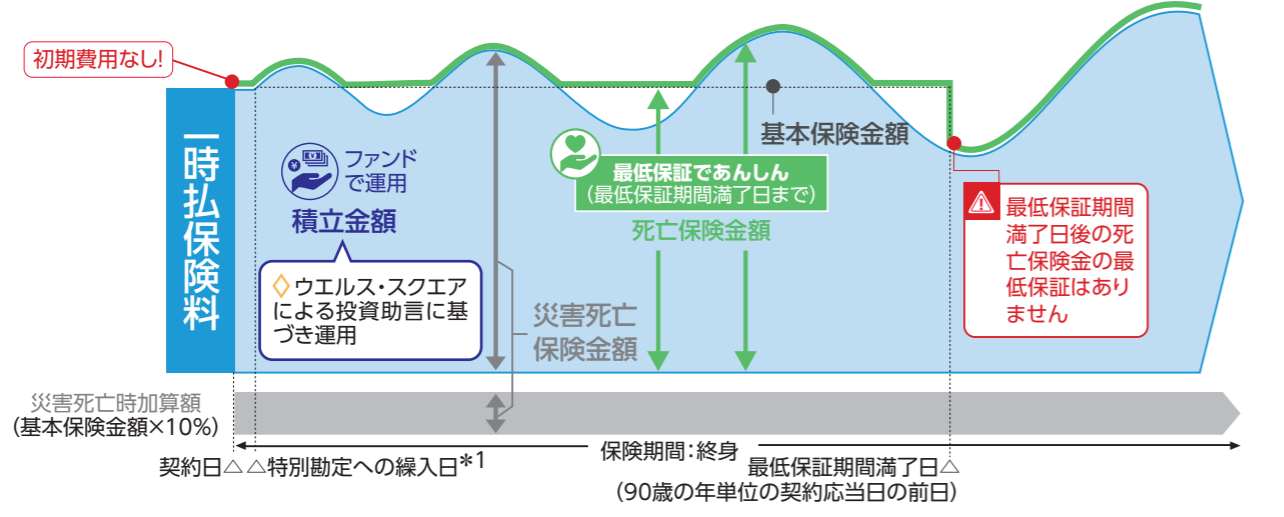 初期費用なし!
一時払保険料
ファンド
で運用
積立金額
◇ウエルス・スクエア
による投資助言に基
づき運用
災害死亡
保険金額
最低保証であんしん
(最低保証期間満了日まで)
死亡保険金額
基本保険金額
最低保証期間
満了日後の死
亡保険金の最
低保証はあり
ません
災害死亡時加算額
(基本保険金額×10%)
保険期間:終身
契約日△
△特別勘定への繰入日*1
最低保証期間満了日△
(90歳の年単位の契約応当日の前日)